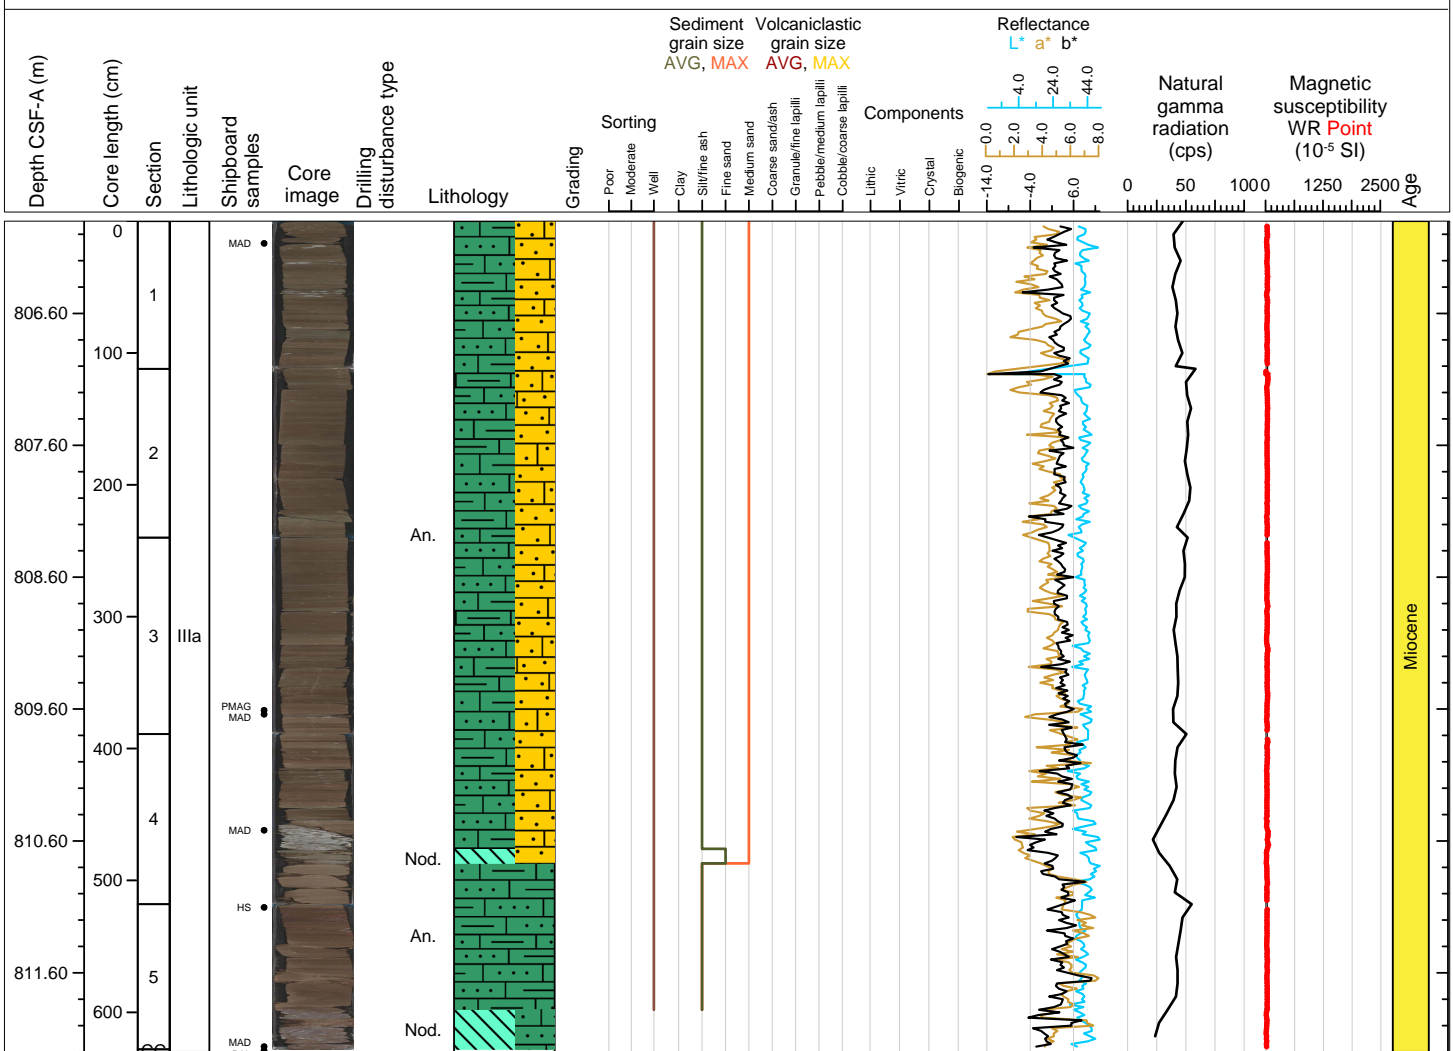 Depth CSF-A (m)
Core length (cm)
Section
Lithologic unit
Shipboard
samples
Core
image
Drilling
disturbance type
Lithology
Grading
Sorting
Poor
Moderate
Well
Sediment
grain size
AVG, MAX
Volcaniclastic
grain size
AVG, MAX
Clay
Silt/fine ash
Fine sand
Medium sand
Coarse sand/ash
Granule/fine lapilli
Pebble/medium lapilli
Cobble/coarse lapilli
Components
Lithic
Vitric
Crystal
Biogenic
Reflectance
L* a* b*
4.0 24.0 44.0
0.0 2.0 4.0 6.0 8.0
-14.0 -4.0 6.0
Natural
gamma
radiation
(cps)
0 50 100
Magnetic
susceptibility
WR Point
(10-5 SI)
0 0 1250 2500
Age
0
100
200
300
400
500
600
806.60
807.60
808.60
809.60
810.60
811.60
1
2
3
4
5
IIIa
MAD
PMAG
MAD
MAD
HS
MAD
An.
Nod.
An.
Nod.
Miocene